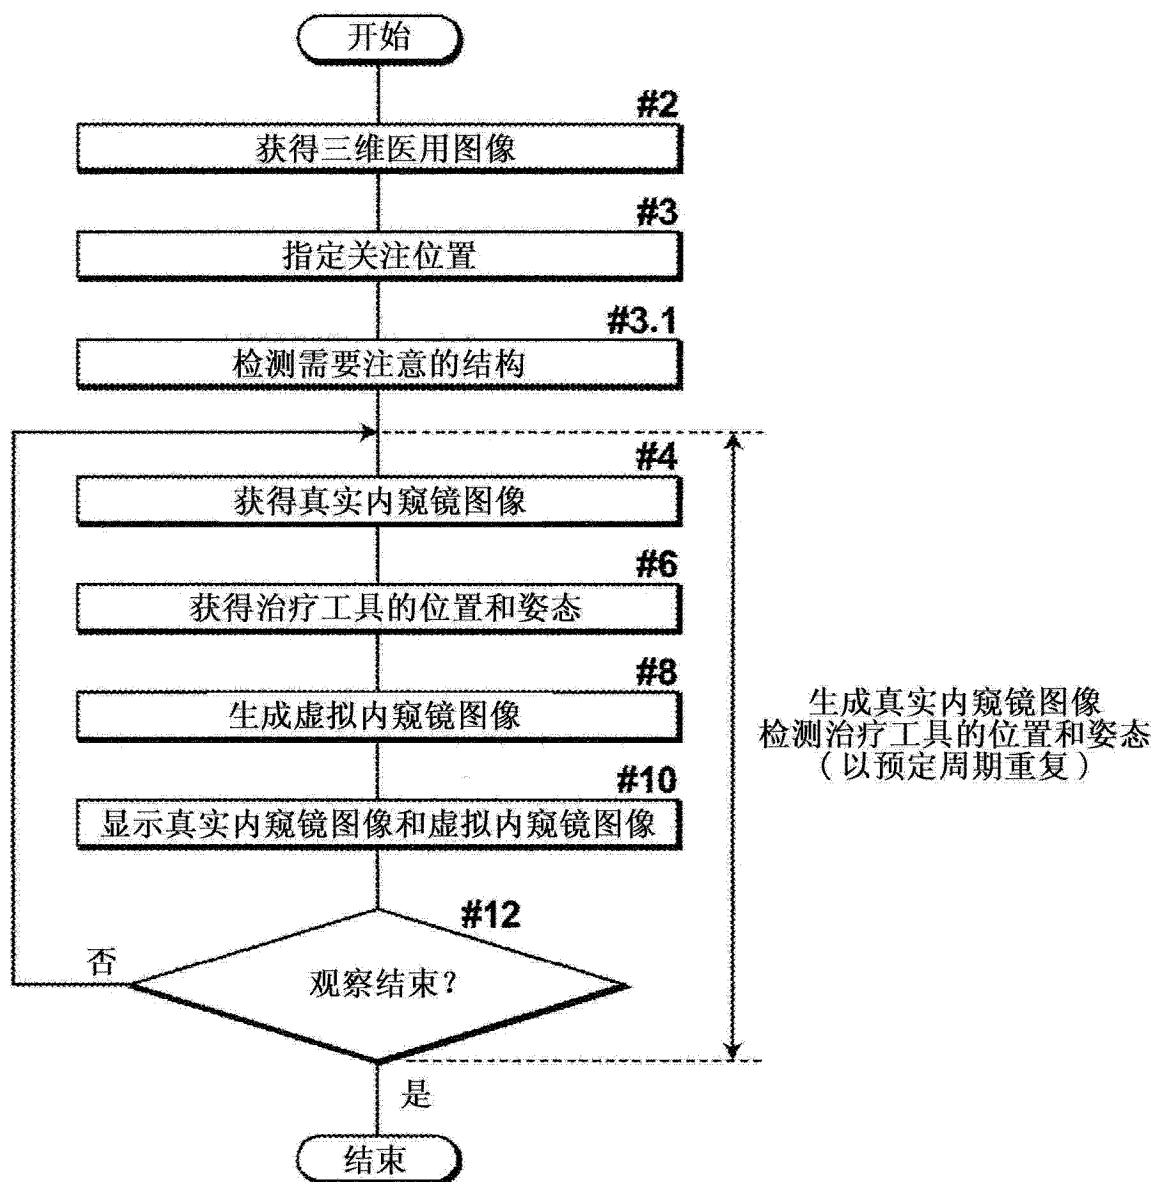 开始
#2
获得三维医用图像
#3
指定关注位置
#3.1
检测需要注意的结构
#4
获得真实内窥镜图像
#6
获得治疗工具的位置和姿态
#8
生成虚拟内窥镜图像
#10
显示真实内窥镜图像和虚拟内窥镜图像
生成真实内窥镜图像
检测治疗工具的位置和姿态
(以预定周期重复)
#12
否
观察结束?
是
结束